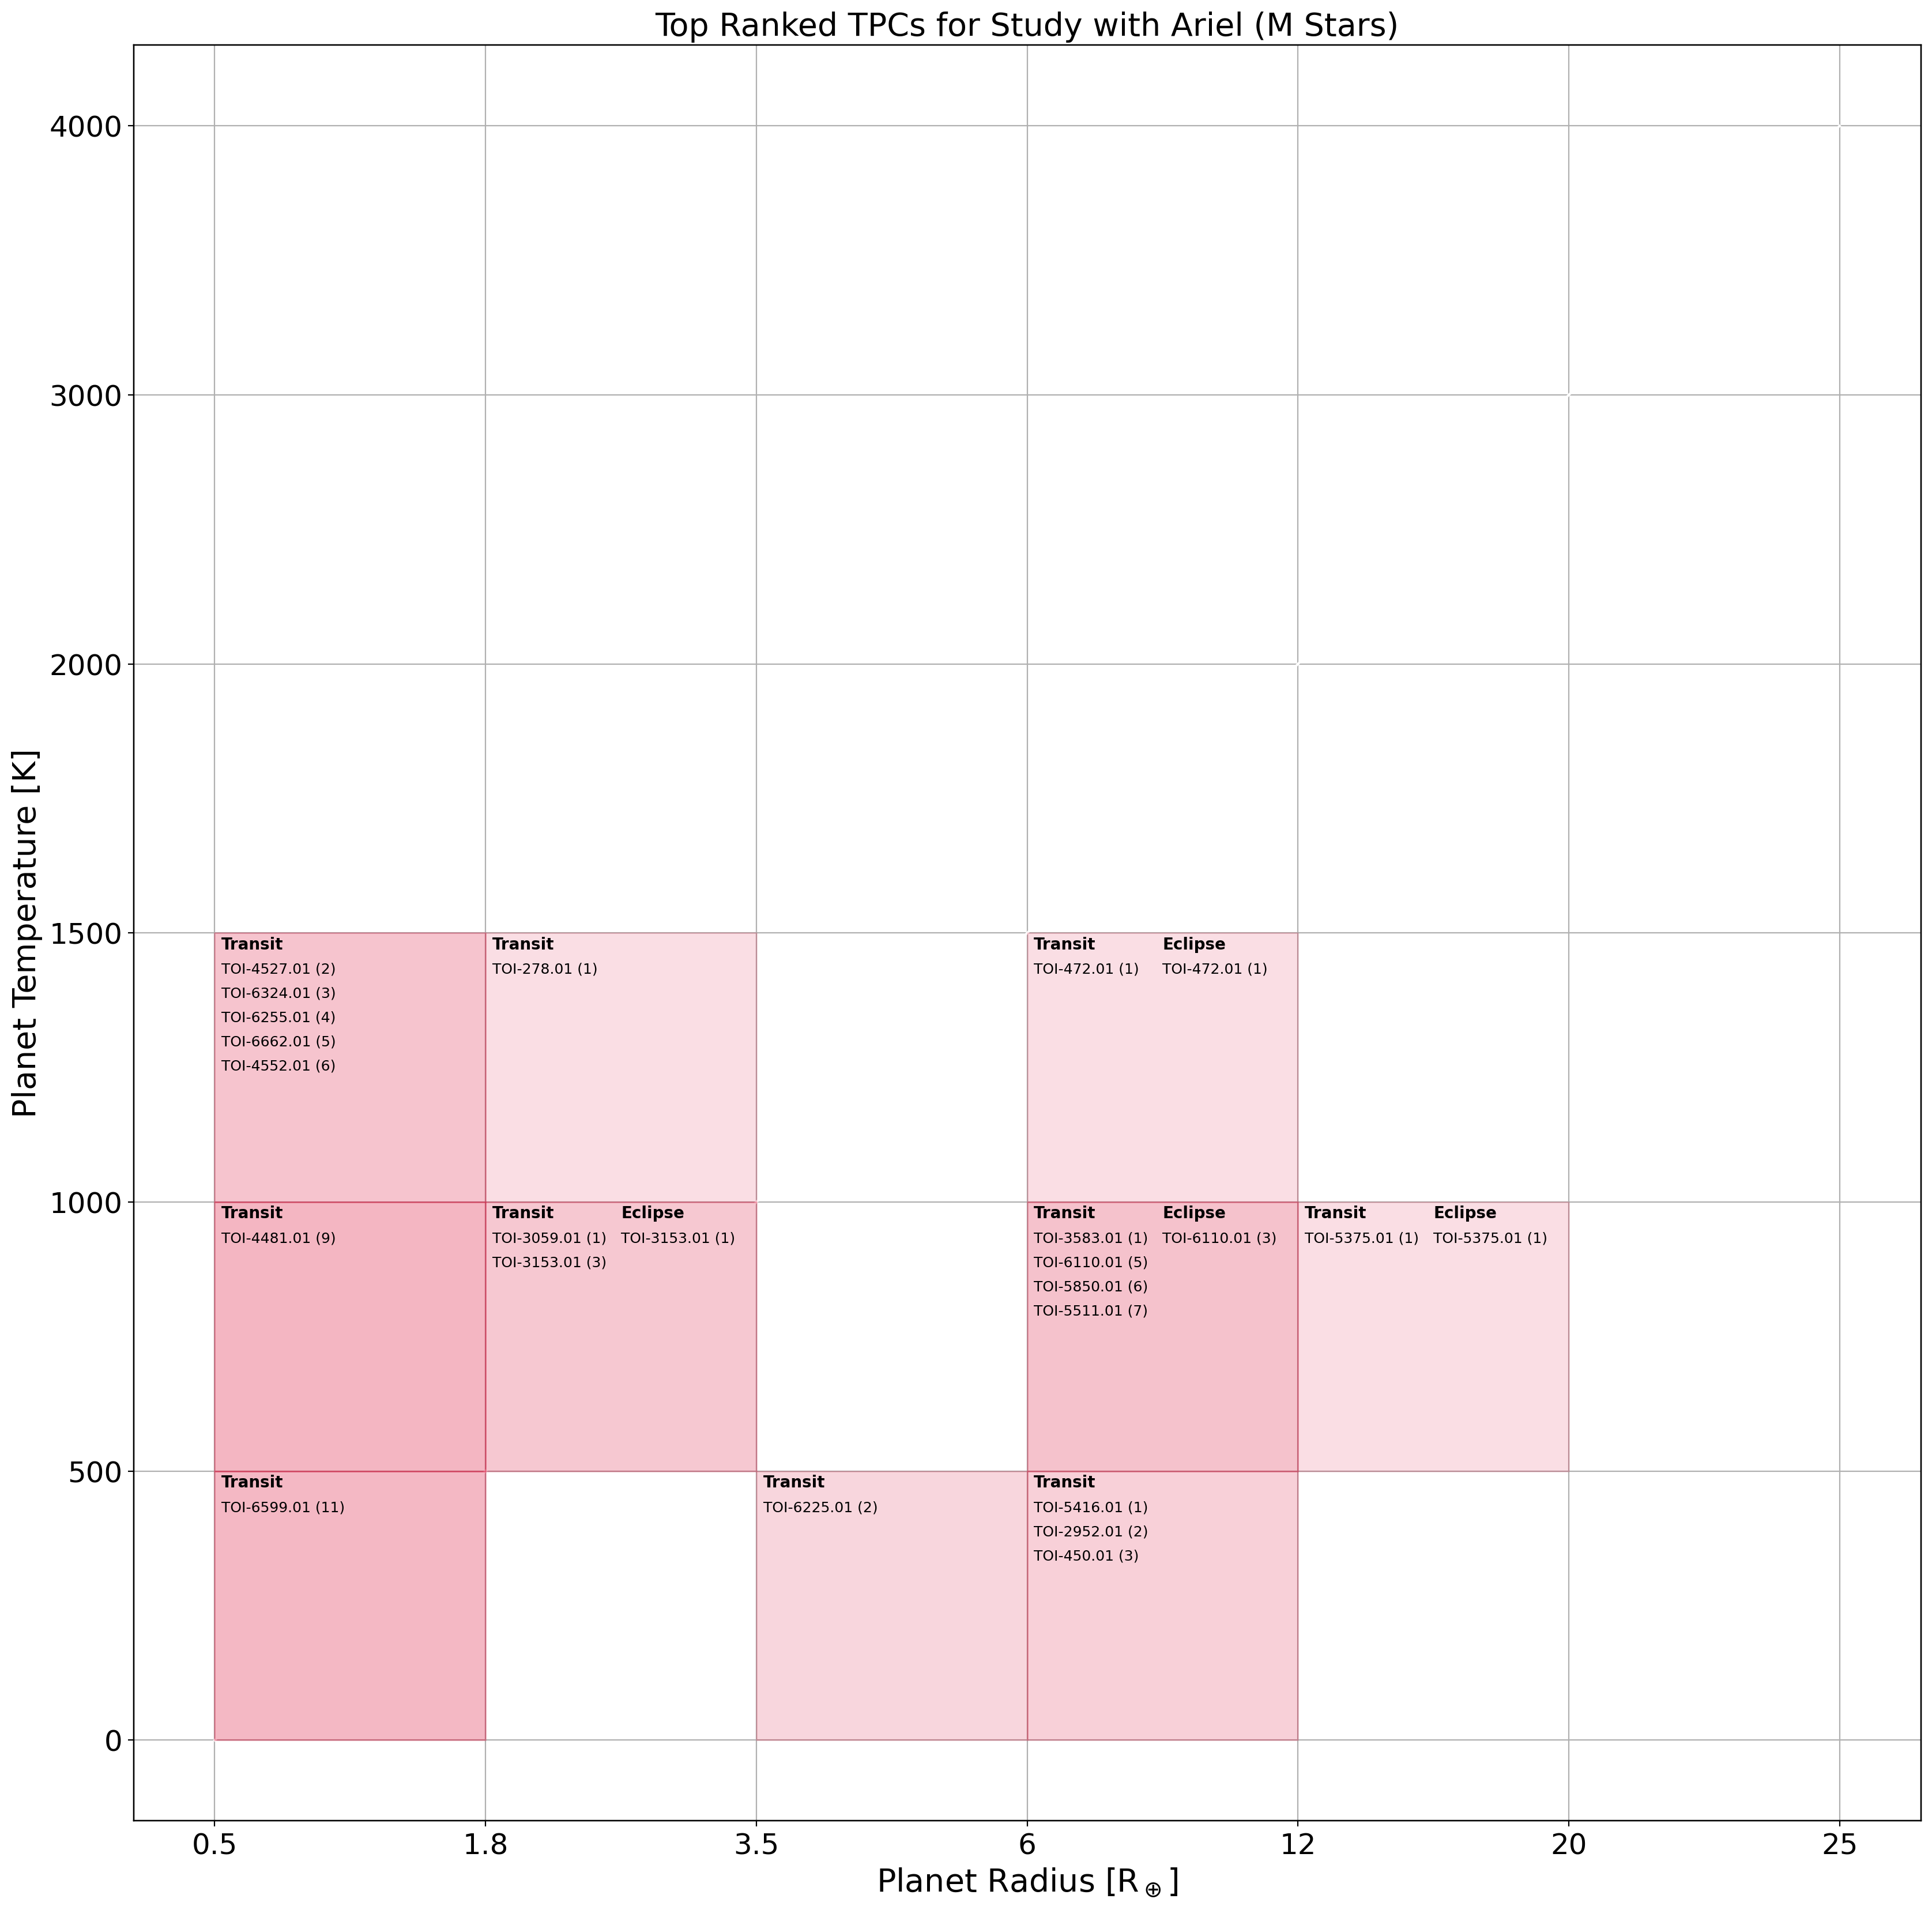 Top Ranked TPCs for Study with Ariel (M Stars)
Planet Temperature [K]
4000
3000
2000
1500
1000
500
0
Transit
TOI-4527.01 (2)
TOI-6324.01 (3)
TOI-6255.01 (4)
TOI-6662.01 (5)
TOI-4552.01 (6)
Transit
TOI-278.01 (1)
Transit Eclipse
TOI-472.01 (1) TOI-472.01 (1)
Transit
TOI-4481.01 (9)
Transit Eclipse
TOI-3059.01 (1) TOI-3153.01 (1)
TOI-3153.01 (3)
Transit Eclipse
TOI-3583.01 (1) TOI-6110.01 (3)
TOI-6110.01 (5)
TOI-5850.01 (6)
TOI-5511.01 (7)
Transit Eclipse
TOI-5375.01 (1) TOI-5375.01 (1)
Transit
TOI-6599.01 (11)
Transit
TOI-6225.01 (2)
Transit
TOI-5416.01 (1)
TOI-2952.01 (2)
TOI-450.01 (3)
0.5 1.8 3.5 6 12 20 25
Planet Radius [R⊕]